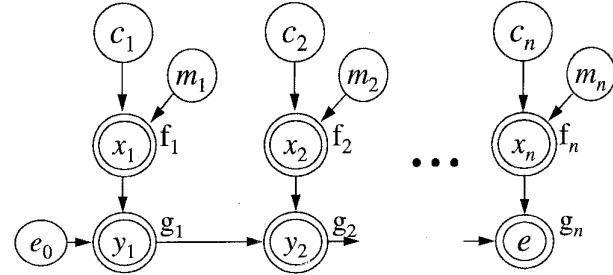 c₁ c₂ cₙ
m₁ m₂ mₙ
x₁ f₁ x₂ f₂ ••• xₙ fₙ
g₁ g₂ gₙ
e₀ y₁ y₂ e